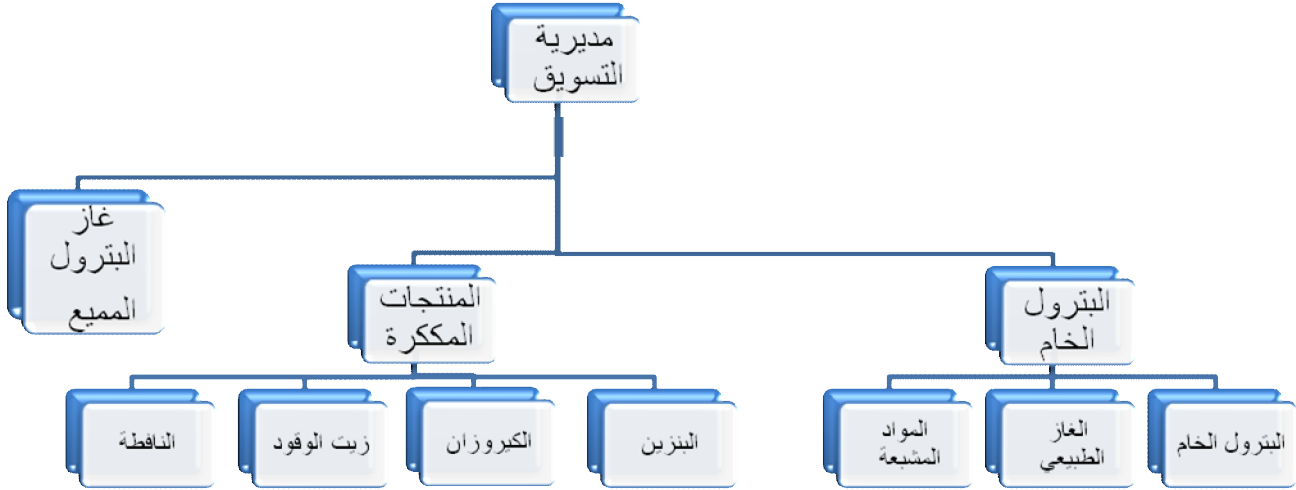 مديرية
التسويق
غاز
البترول
المميع
المنتجات
المككرة
البترول
الخام
البترول الخام
الغاز
الطبيعي
المواد
المشبعة
البنزين
الكيروزان
زيت الوقود
النافطة